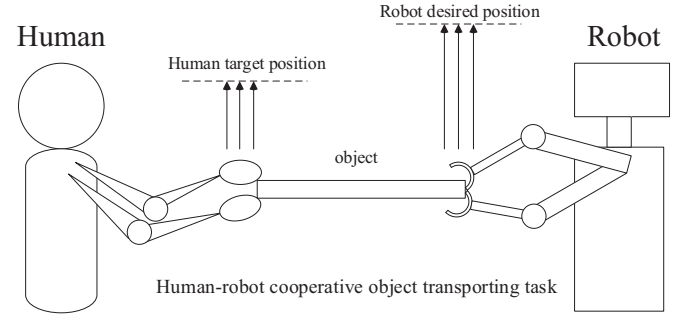 Robot desired position
Human
Robot
Human target position
object
Human-robot cooperative object transporting task